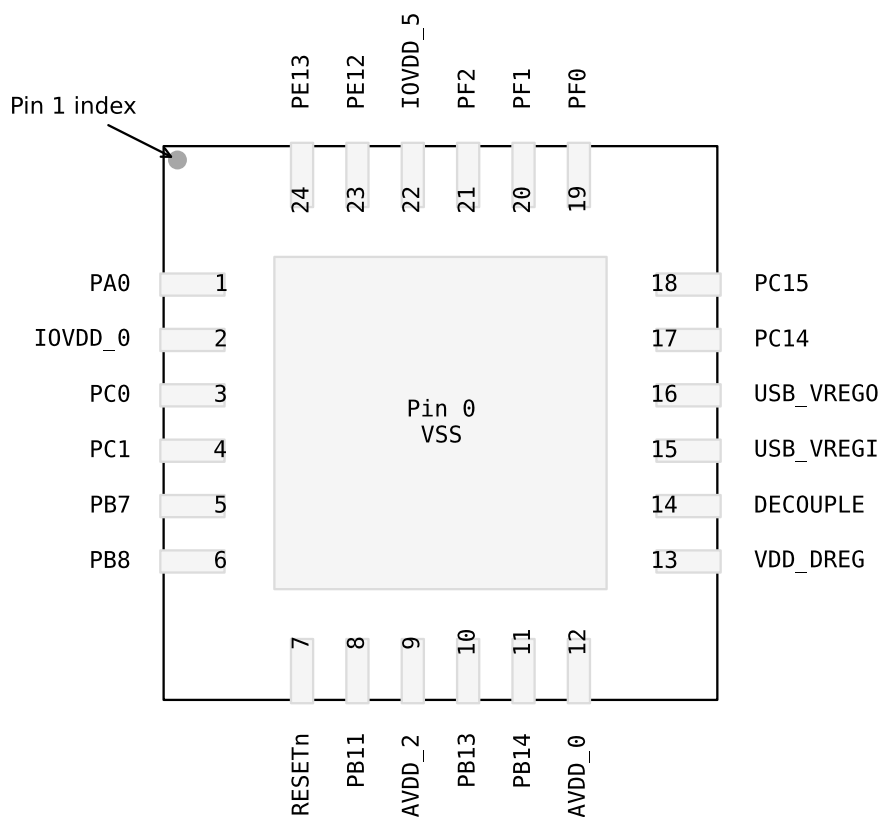 PE13
PE12
IOVDD_5
PF2
PF1
PF0
Pin 1 index
24
23
22
21
20
19
PA0 1
IOVDD_0 2
PC0 3
PC1 4
PB7 5
PB8 6
Pin 0
VSS
18 PC15
17 PC14
16 USB_VREGO
15 USB_VREGI
14 DECOUPLE
13 VDD_DREG
7
8
9
10
11
12
RESETn
PB11
AVDD_2
PB13
PB14
AVDD_0